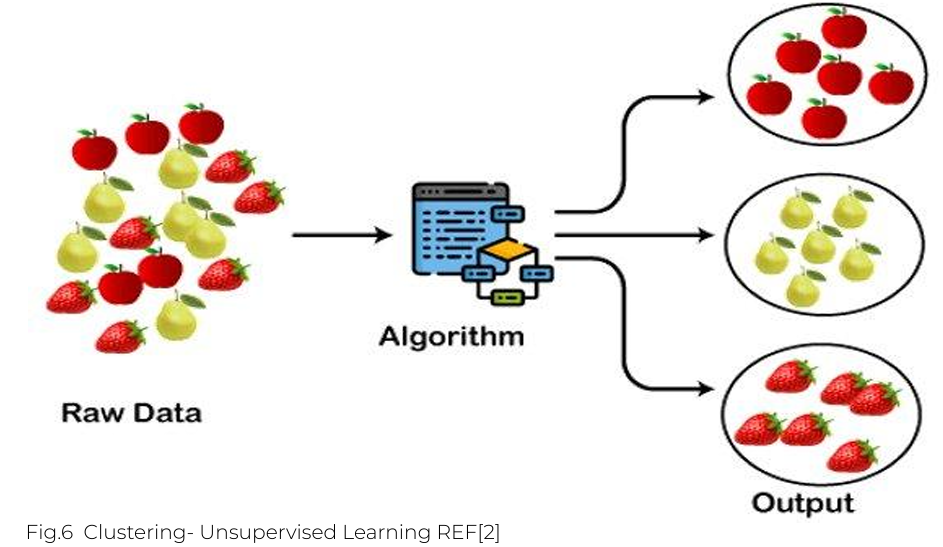 Raw Data
Algorithm
Output
Fig.6 Clustering- Unsupervised Learning REF[2]